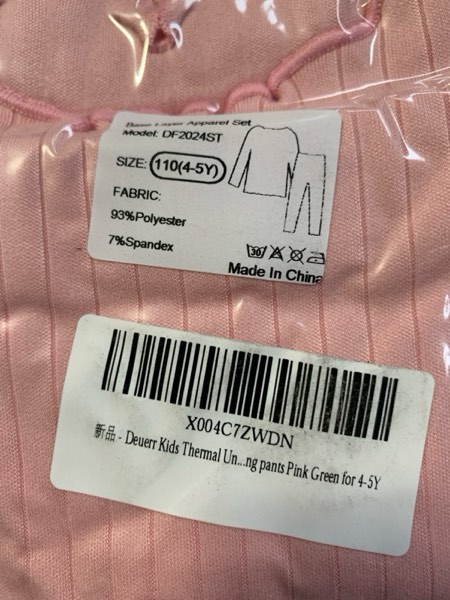 Base Layer Apparel Set
Model: DF2024ST
SIZE: 110(4-5Y)
FABRIC:
93%Polyester
7%Spandex
30
Made In China
X004C7ZWDN
新品 - Deuerr Kids Thermal Un...ng pants Pink Green for 4-5Y